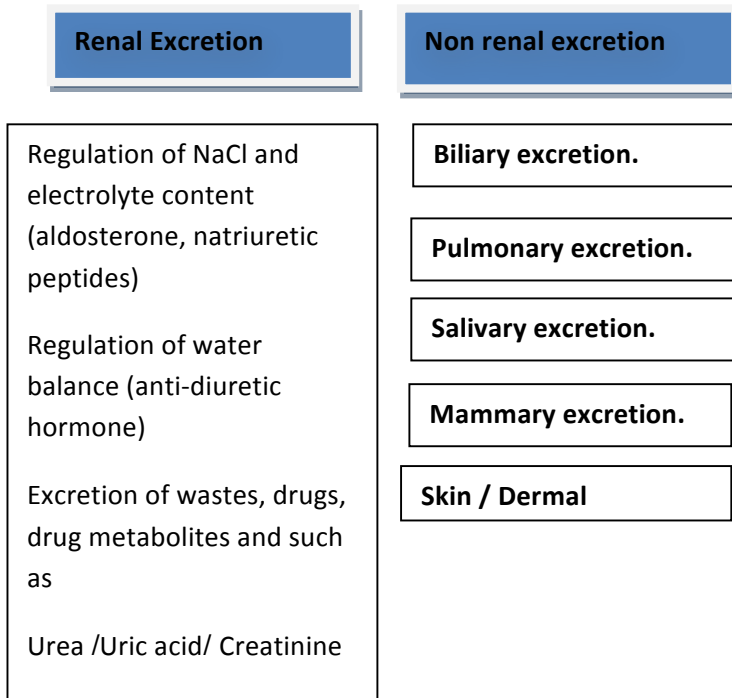 Renal Excretion
Non renal excretion
Regulation of NaCl and
electrolyte content
(aldosterone, natriuretic
peptides)
Regulation of water
balance (anti-diuretic
hormone)
Excretion of wastes, drugs,
drug metabolites and such
as
Urea /Uric acid/ Creatinine
Biliary excretion.
Pulmonary excretion.
Salivary excretion.
Mammary excretion.
Skin / Dermal